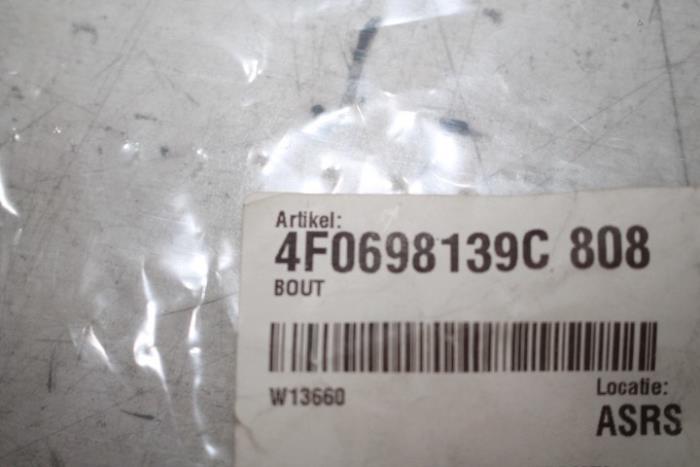 Artikel:
4F0698139C 808
BOUT
W13660
Locatie:
ASRS